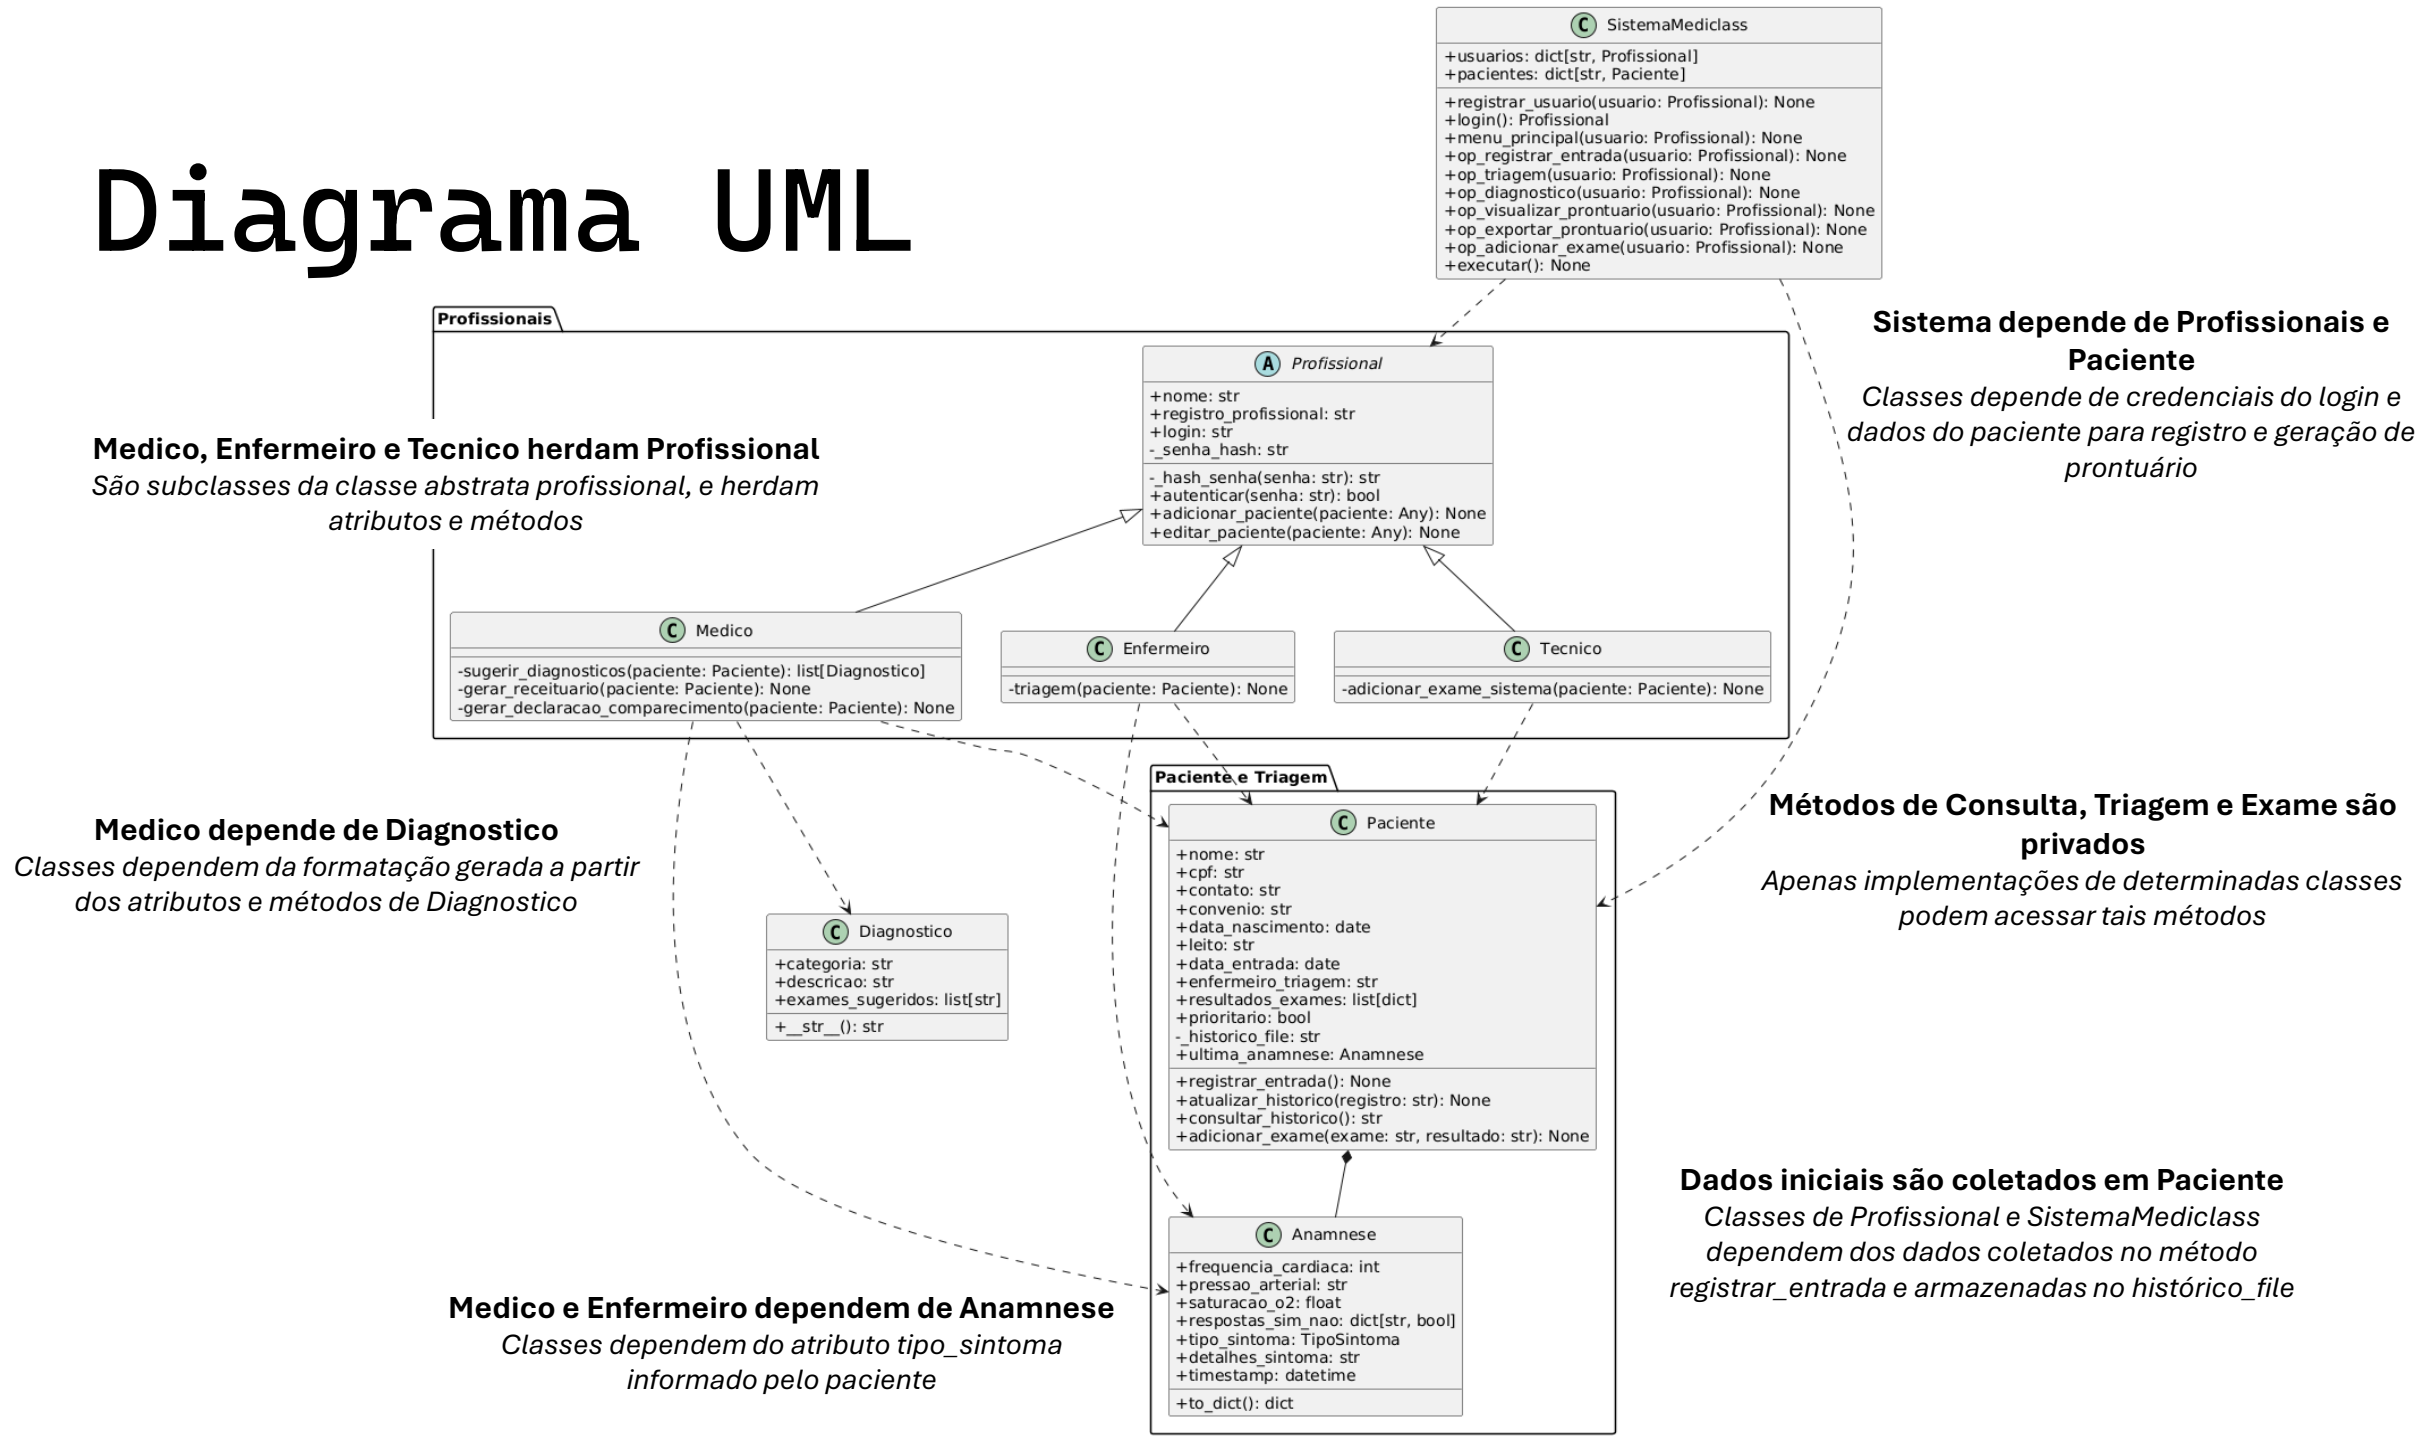 Diagrama UML
C SistemaMediclass
+usuarios: dict[str, Profissional]
+pacientes: dict[str, Paciente]
+registrar_usuario(usuario: Profissional): None
+login(): Profissional
+menu_principal(usuario: Profissional): None
+op_registrar_entrada(usuario: Profissional): None
+op_triagem(usuario: Profissional): None
+op_diagnostico(usuario: Profissional): None
+op_visualizar_prontuario(usuario: Profissional): None
+op_exportar_prontuario(usuario: Profissional): None
+op_adicionar_exame(usuario: Profissional): None
+executar(): None
Sistema depende de Profissionais e
Paciente
Classes depende de credenciais do login e
dados do paciente para registro e geração de
prontuário
Profissionais
A Profissional
+nome: str
+registro_profissional: str
+login: str
-_senha_hash: str
-_hash_senha(senha: str): str
+autenticar(senha: str): bool
+adicionar_paciente(paciente: Any): None
+editar_paciente(paciente: Any): None
Medico, Enfermeiro e Tecnico herdam Profissional
São subclasses da classe abstrata profissional, e herdam
atributos e métodos
C Medico
-sugerir_diagnosticos(paciente: Paciente): list[Diagnostico]
-gerar_receituario(paciente: Paciente): None
-gerar_declaracao_comparecimento(paciente: Paciente): None
C Enfermeiro
-triagem(paciente: Paciente): None
C Tecnico
-adicionar_exame_sistema(paciente: Paciente): None
Medico depende de Diagnostico
Classes dependem da formatação gerada a partir
dos atributos e métodos de Diagnostico
C Diagnostico
+categoria: str
+descricao: str
+exames_sugeridos: list[str]
+__str__(): str
Paciente e Triagem
C Paciente
+nome: str
+cpf: str
+contato: str
+convenio: str
+data_nascimento: date
+leito: str
+data_entrada: date
+enfermeiro_triagem: str
+resultados_exames: list[dict]
+prioritario: bool
-_historico_file: str
+ultima_anamnese: Anamnese
+registrar_entrada(): None
+atualizar_historico(registro: str): None
+consultar_historico(): str
+adicionar_exame(exame: str, resultado: str): None
Métodos de Consulta, Triagem e Exame são
privados
Apenas implementações de determinadas classes
podem acessar tais métodos
Dados iniciais são coletados em Paciente
Classes de Profissional e SistemaMediclass
dependem dos dados coletados no método
registrar_entrada e armazenadas no histórico_file
C Anamnese
+frequencia_cardiaca: int
+pressao_arterial: str
+saturacao_o2: float
+respostas_sim_nao: dict[str, bool]
+tipo_sintoma: TipoSintoma
+detalhes_sintoma: str
+timestamp: datetime
+to_dict(): dict
Medico e Enfermeiro dependem de Anamnese
Classes dependem do atributo tipo_sintoma
informado pelo paciente